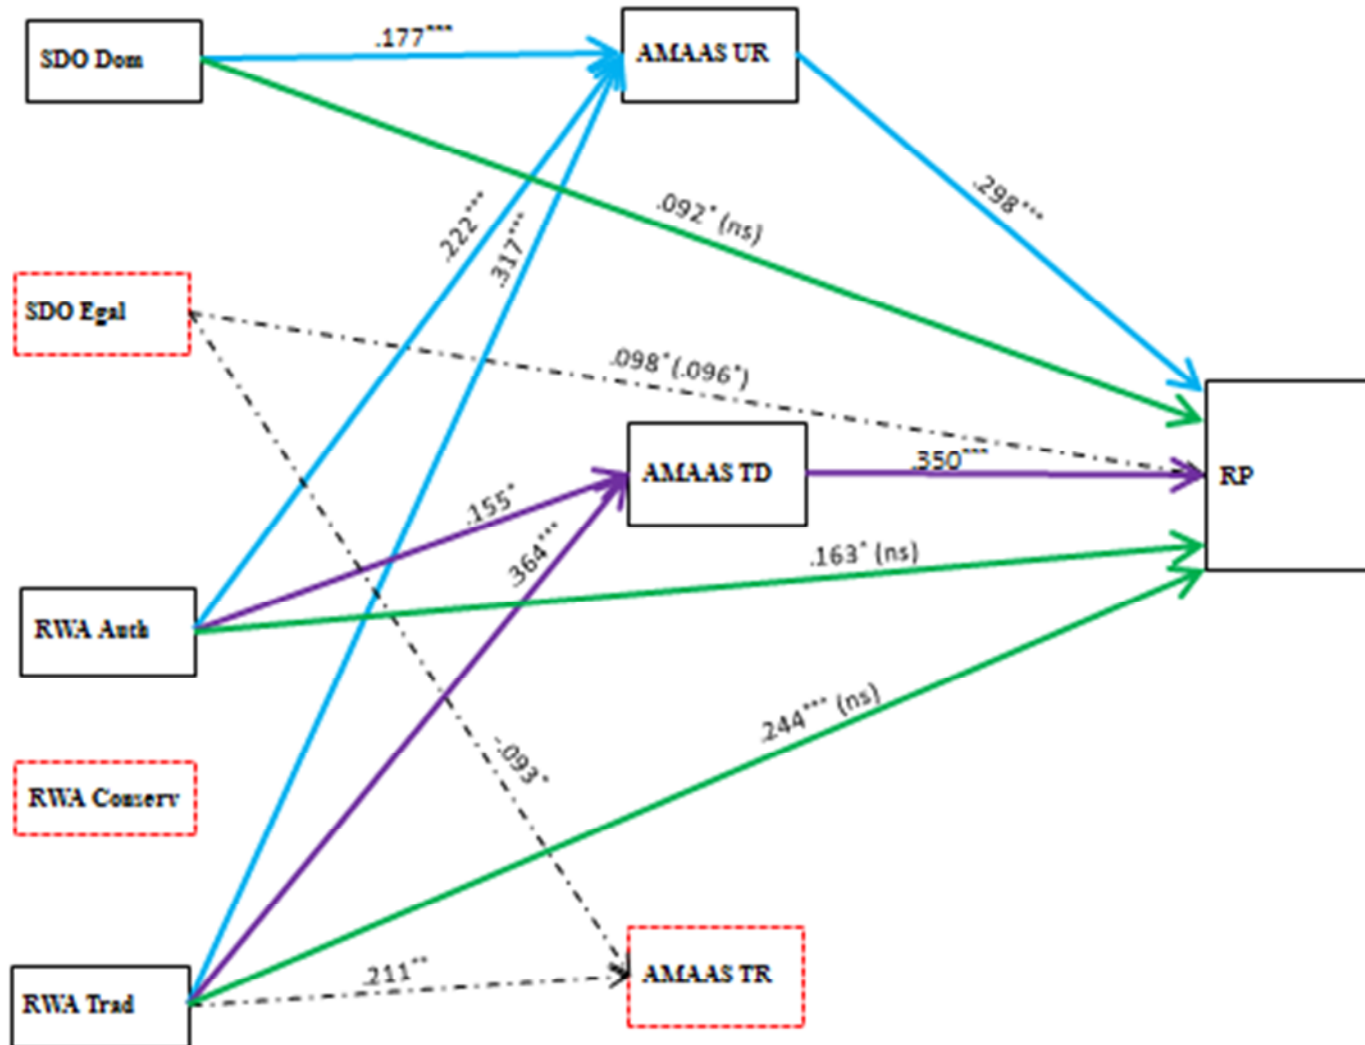 SDO Dom
.177***
AMAAS UR
.222***
.317***
.092* (ns)
.298***
SDO Egal
.098* (.096*)
AMAAS TD
.350***
RP
.155*
.364***
.163* (ns)
RWA Auth
.244*** (ns)
-.093*
RWA Conserv
.211**
AMAAS TR
RWA Trad